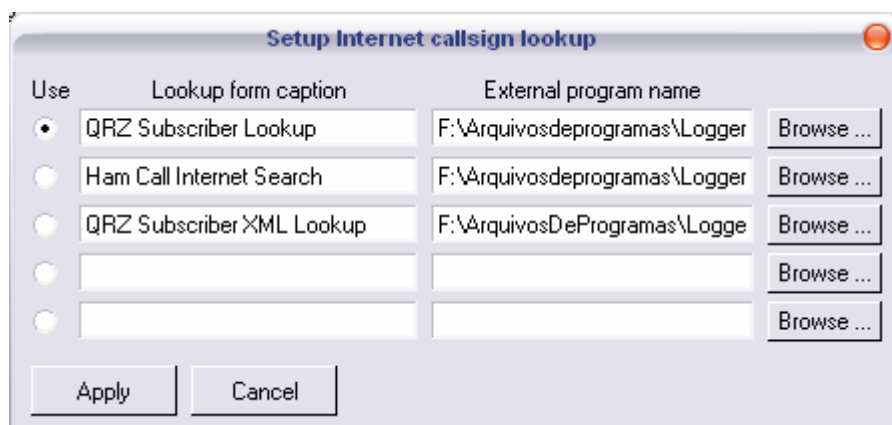 Setup Internet callsign lookup
Use Lookup form caption External program name
QRZ Subscriber Lookup F:\Arquivosdeprogramas\Logger Browse ...
Ham Call Internet Search F:\Arquivosdeprogramas\Logger Browse ...
QRZ Subscriber XML Lookup F:\ArquivosDeProgramas\Logge Browse ...
Browse ...
Browse ...
Apply Cancel